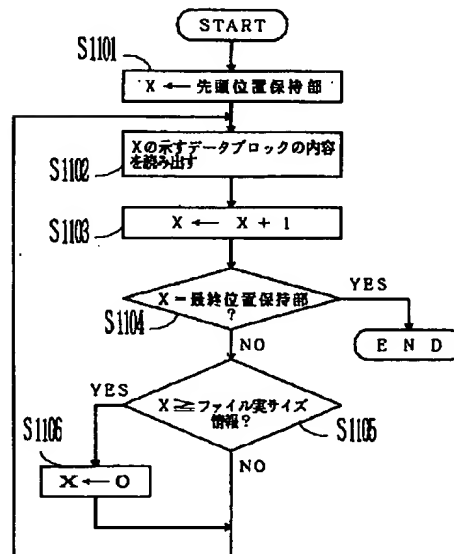 START
S1101
X ← 先頭位置保持部
S1102
Xの示すデータブロックの内容
を読み出す
S1103
X ← X + 1
X = 最終位置保持部
?
YES
S1104
E N D
NO
YES
X ≧ ファイル実サイズ
情報?
S1106
S1105
NO
X ← 0